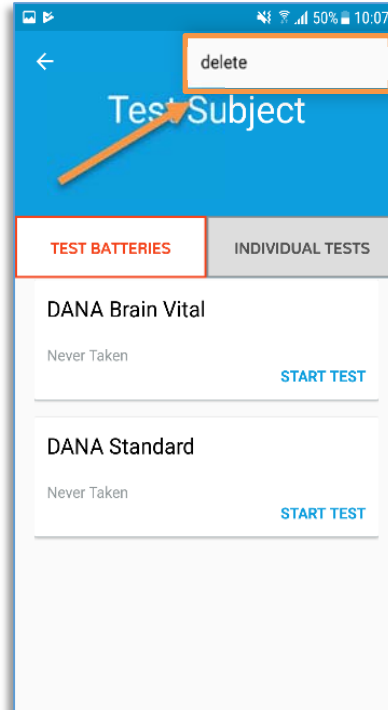 50% 10:07
delete
Test Subject
TEST BATTERIES INDIVIDUAL TESTS
DANA Brain Vital
Never Taken
START TEST
DANA Standard
Never Taken
START TEST